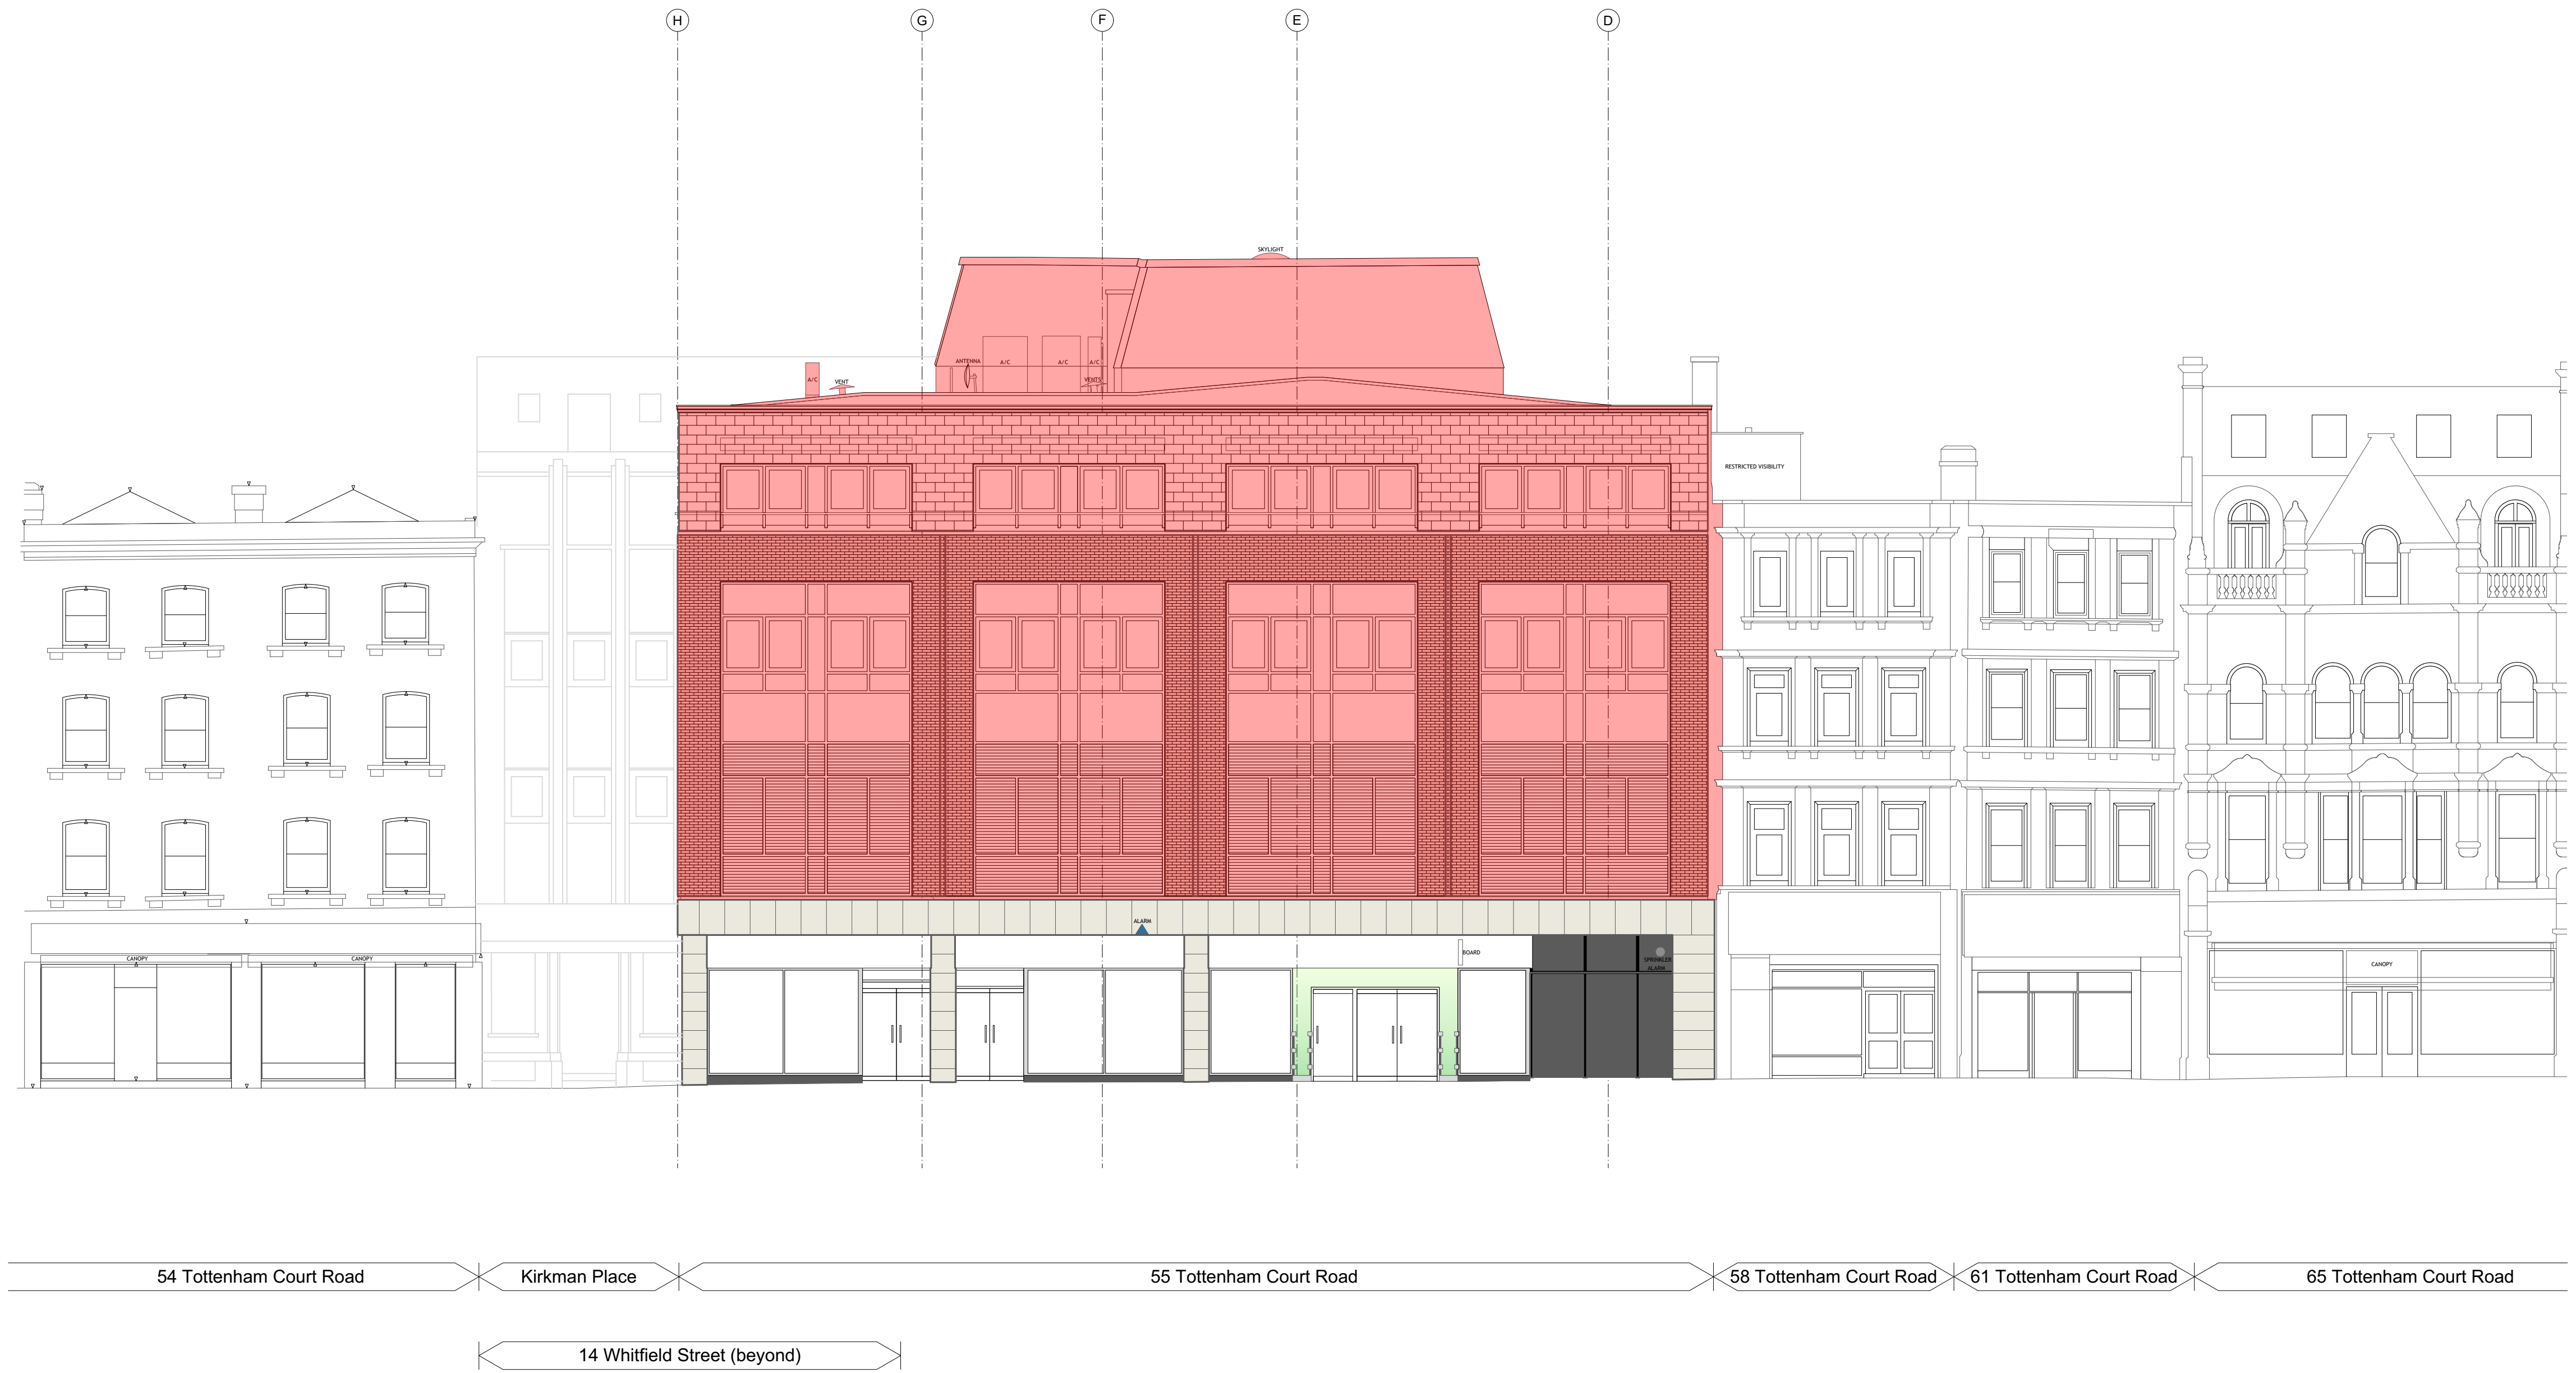 H
G
F
E
D
SKYLIGHT
ANTENNA
A/C
A/C
A/C
A/C
VENT
VENTS
RESTRICTED VISIBILITY
ALARM
BOARD
SPRINKLER
ALARM
CANOPY
CANOPY
CANOPY
54 Tottenham Court Road
Kirkman Place
55 Tottenham Court Road
58 Tottenham Court Road
61 Tottenham Court Road
65 Tottenham Court Road
14 Whitfield Street (beyond)